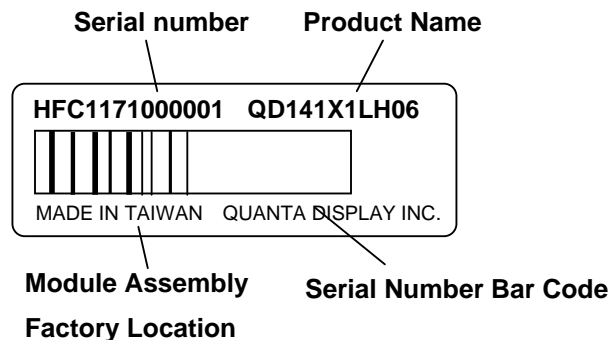 Serial number Product Name
HFC1171000001 QD141X1LH06
MADE IN TAIWAN QUANTA DISPLAY INC.
Module Assembly Serial Number Bar Code
Factory Location